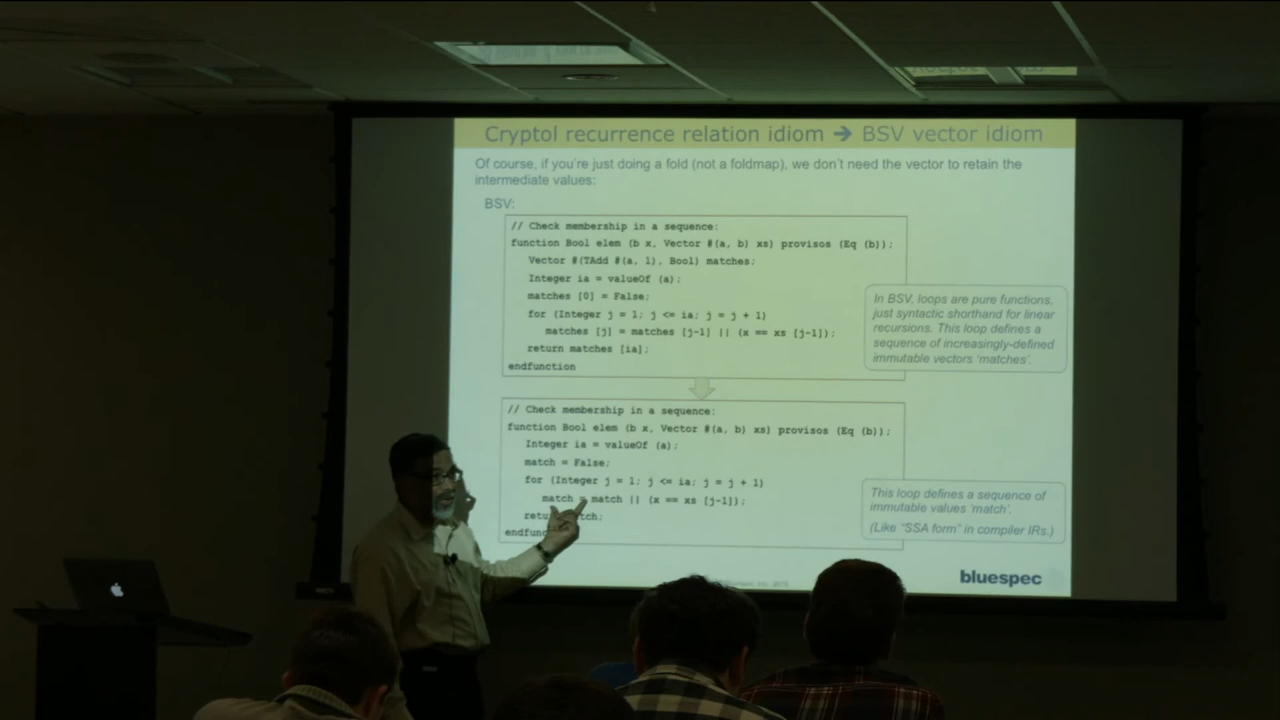 Cryptol recurrence relation idiom → BSV vector idiom
Of course, if you're just doing a fold (not a foldmap), we don't need the vector to retain the
intermediate values:
BSV:
// Check membership in a sequence:
function Bool elem (b x, Vector #(a, b) xs) provisos (Eq (b));
Vector #(TAdd #(a, 1), Bool) matches;
Integer ia = valueOf (a);
matches [0] = False;
for (Integer j = 1; j <= ia; j = j + 1)
matches [j] = matches [j-1] || (x == xs [j-1]);
return matches [ia];
endfunction
In BSV, loops are pure functions,
just syntactic shorthand for linear
recursions. This loop defines a
sequence of increasingly-defined
immutable vectors 'matches'.
// Check membership in a sequence:
function Bool elem (b x, Vector #(a, b) xs) provisos (Eq (b));
Integer ia = valueOf (a);
match = False;
for (Integer j = 1; j <= ia; j = j + 1)
match = match || (x == xs [j-1]);
This loop defines a sequence of
immutable values 'match'.
(Like "SSA form" in compiler IRs.)
bluespec